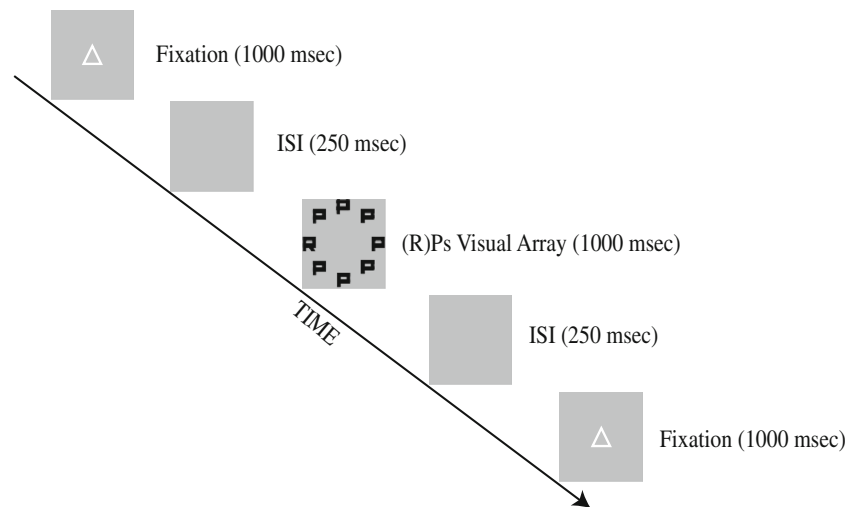 Fixation (1000 msec)
ISI (250 msec)
P
P P
R P
P P
P
(R)Ps Visual Array (1000 msec)
TIME
ISI (250 msec)
Fixation (1000 msec)